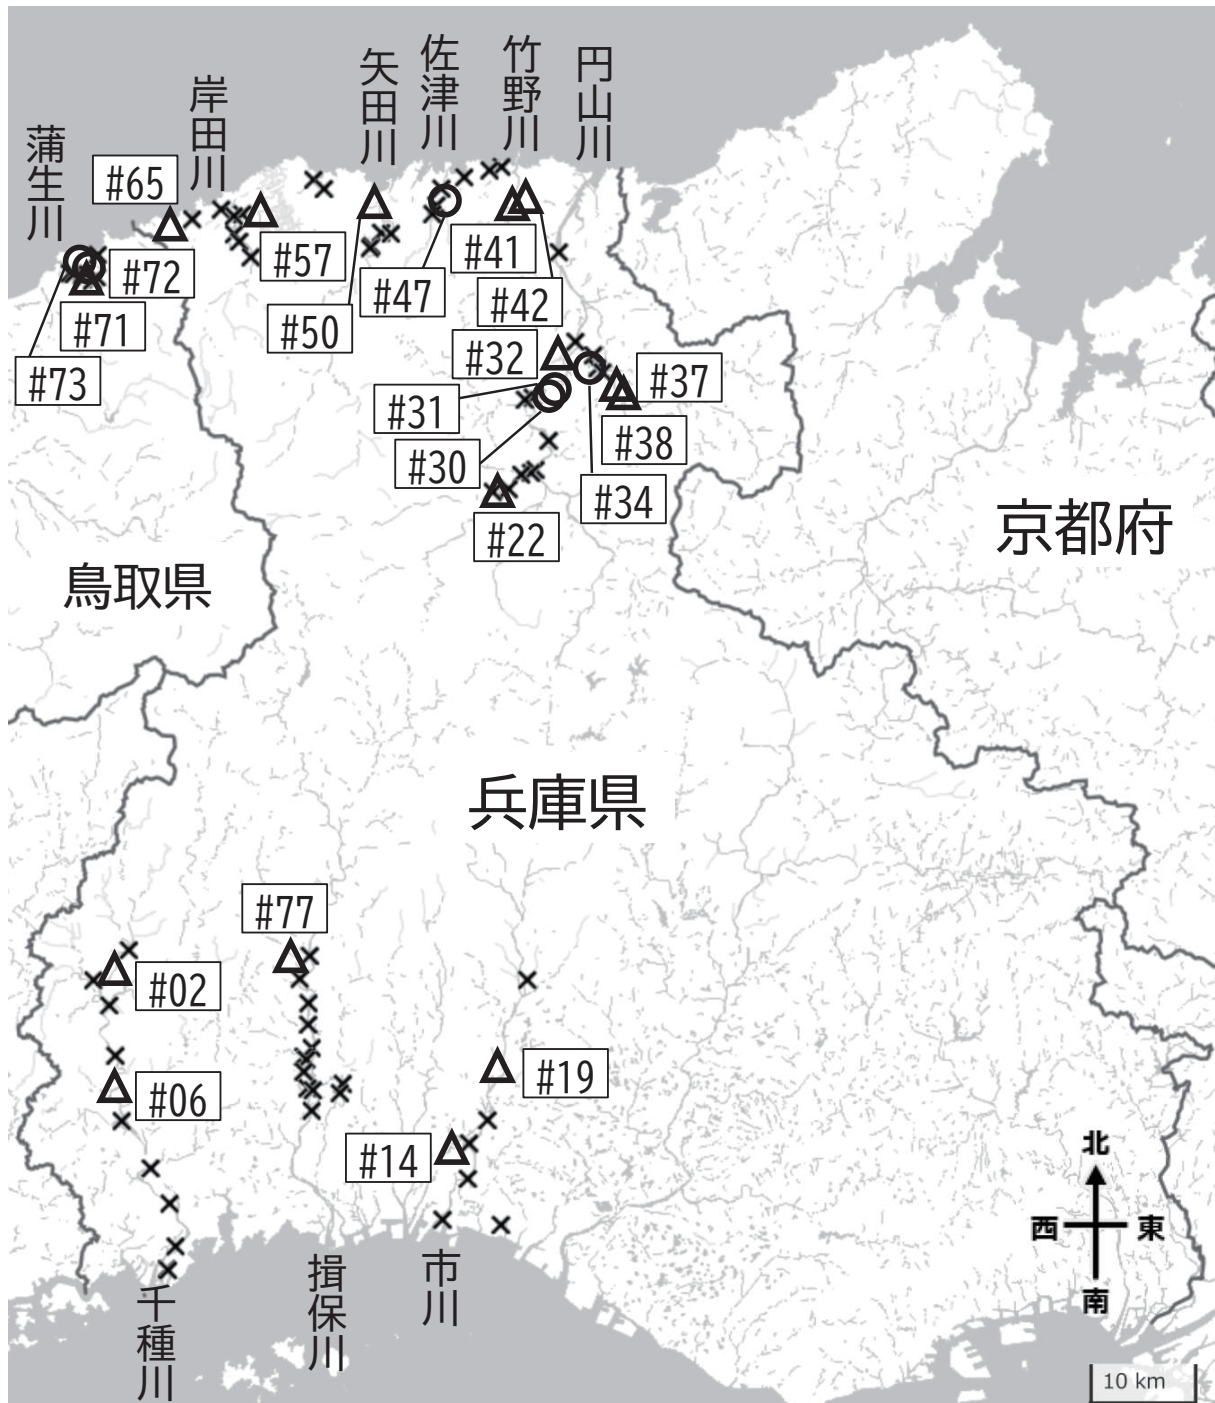 蒲生川
岸田川
矢田川
佐津川
竹野川
円山川
#65
#57
#72
#71
#73
#50
#47
#41
#42
#32
#31
#30
#37
#38
#34
#22
鳥取県
京都府
兵庫県
#77
#02
#06
#19
#14
千種川
揖保川
市川
北
西
東
南
10 km